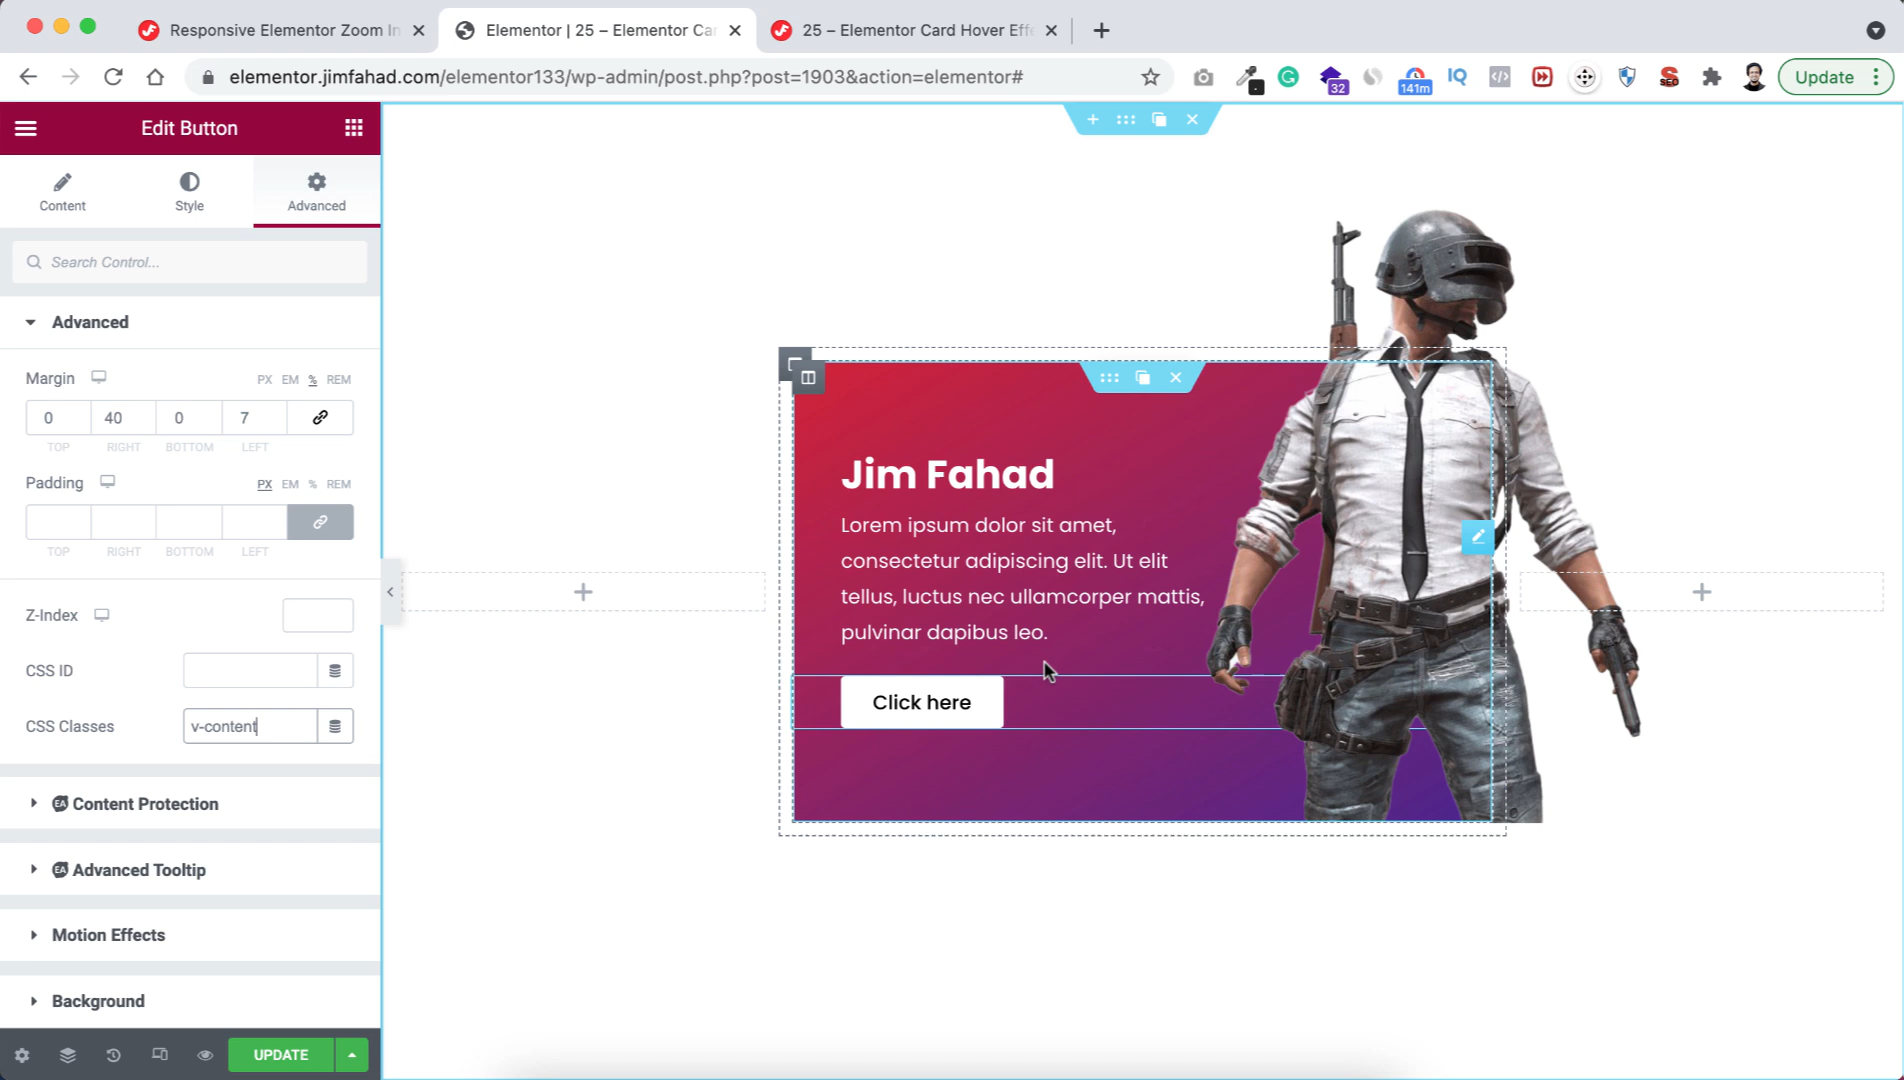 Responsive Elementor Zoom In
Elementor | 25 – Elementor Car
25 – Elementor Card Hover Effe
elementor.jimfahad.com/elementor133/wp-admin/post.php?post=1903&action=elementor#
32
141m
IQ
SEO
Update
Edit Button
Content
Style
Advanced
Search Control...
Advanced
Margin
PX EM % REM
0 40 0 7
TOP RIGHT BOTTOM LEFT
Padding
PX EM % REM
TOP RIGHT BOTTOM LEFT
Z-Index
CSS ID
CSS Classes
v-content
EA Content Protection
EA Advanced Tooltip
Motion Effects
Background
UPDATE
Jim Fahad
Lorem ipsum dolor sit amet,
consectetur adipiscing elit. Ut elit
tellus, luctus nec ullamcorper mattis,
pulvinar dapibus leo.
Click here